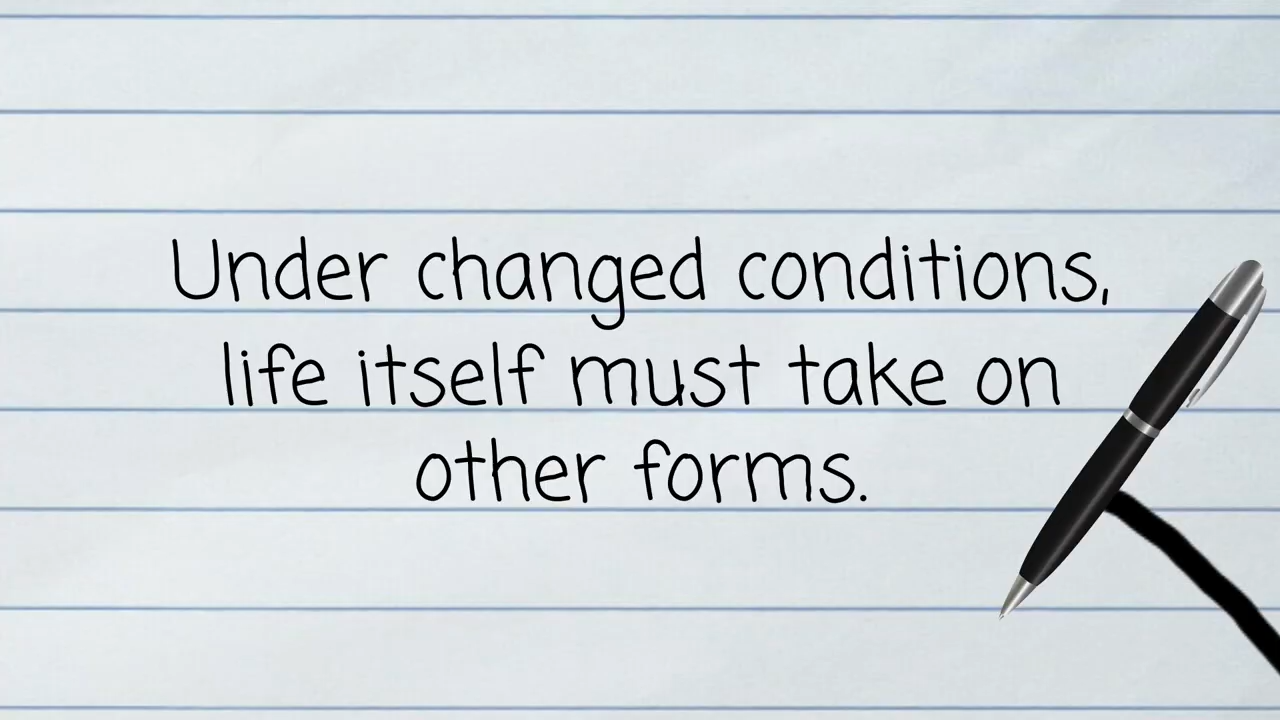 Under changed conditions,
life itself must take on
other forms.